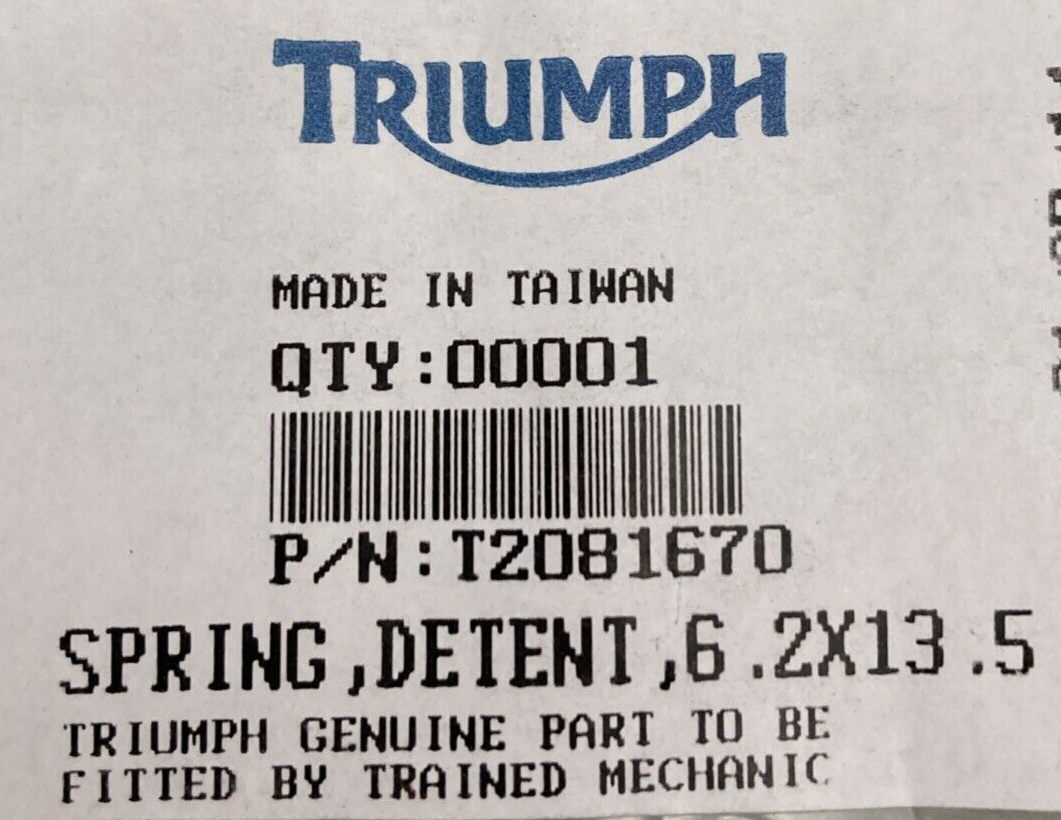 TRIUMPH
MADE IN TAIWAN
QTY:00001
P/N:T2081670
SPRING,DETENT,6.2X13.5
TRIUMPH GENUINE PART TO BE
FITTED BY TRAINED MECHANIC